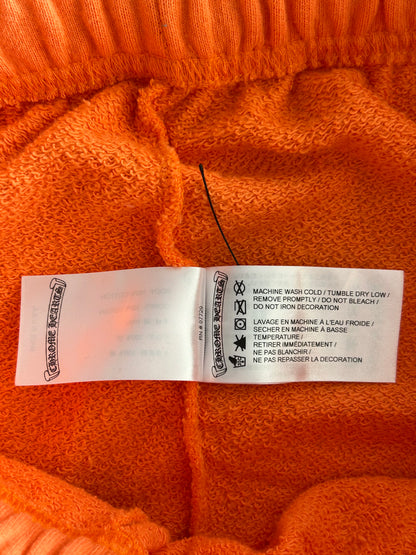 CHROME HEARTS
RN # 07729
CHROME HEARTS
MACHINE WASH COLD / TUMBLE DRY LOW /
REMOVE PROMPTLY / DO NOT BLEACH /
DO NOT IRON DECORATION
LAVAGE EN MACHINE À L'EAU FROIDE /
SECHER EN MACHINE À BASSE
TEMPERATURE /
RETIRER IMMÉDIATEMENT /
NE PAS BLANCHIR /
NE PAS REPASSER LA DECORATION